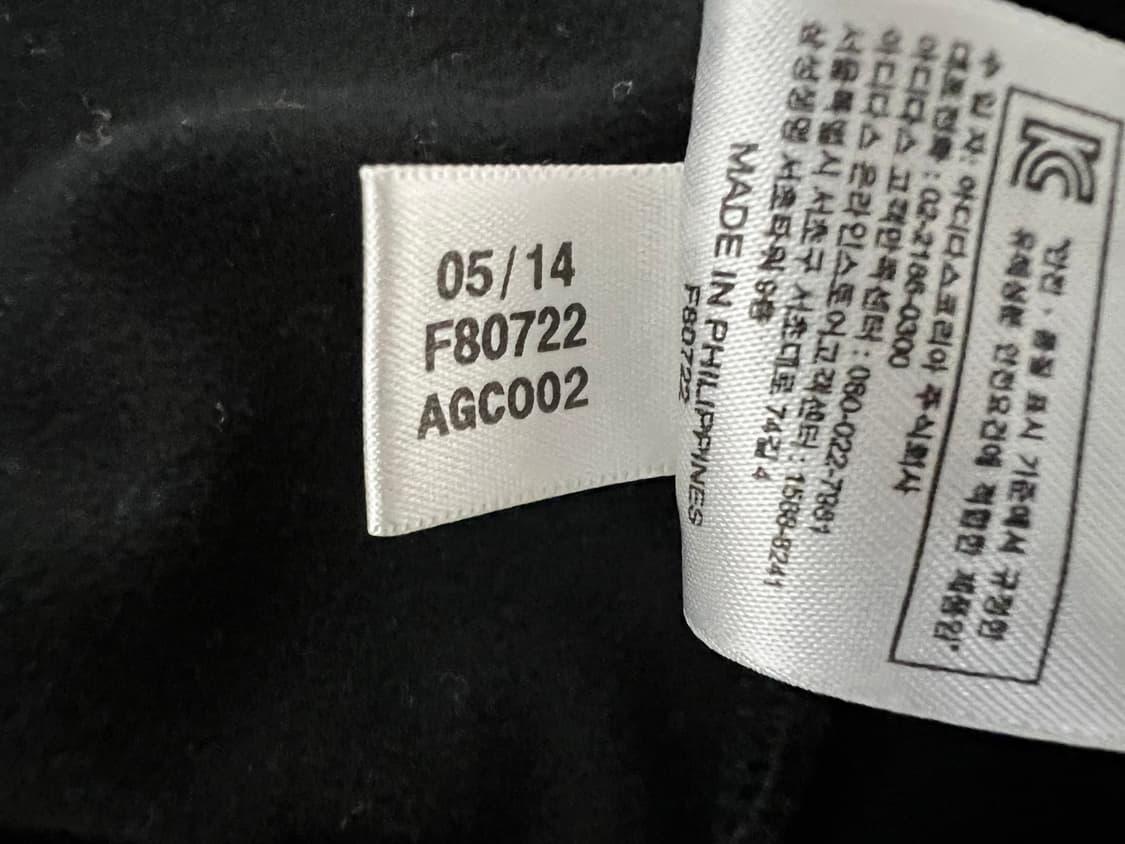 05/14
F80722
AGC002
KC
안전·품질 표시 기준에서 규정한
유해성분 안전요건에 적합한 제품임
수 입 자: 아디다스코리아 주식회사
대표전화 : 02-2186-0300
아디다스 고객만족센터 : 080-022-7361
아디다스 온라인스토어고객센터 : 1588-8241
서울특별시 서초구 서초대로 74길 4
삼성생명 서초타워 8층
MADE IN PHILIPPINES
F80722